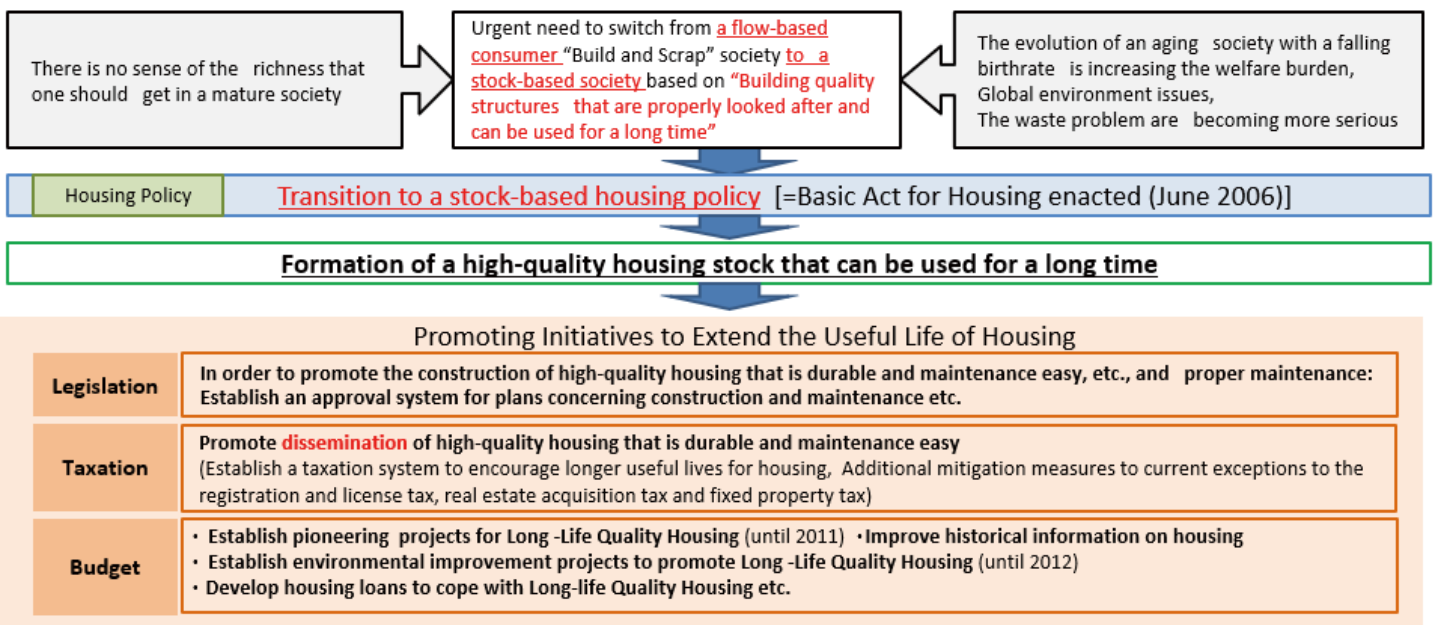 There is no sense of the richness that
one should get in a mature society
Urgent need to switch from a flow-based
consumer “Build and Scrap” society to a
stock-based society based on “Building quality
structures that are properly looked after and
can be used for a long time”
The evolution of an aging society with a falling
birthrate is increasing the welfare burden,
Global environment issues,
The waste problem are becoming more serious
Housing Policy
Transition to a stock-based housing policy [=Basic Act for Housing enacted (June 2006)]
Formation of a high-quality housing stock that can be used for a long time
Promoting Initiatives to Extend the Useful Life of Housing
Legislation
In order to promote the construction of high-quality housing that is durable and maintenance easy, etc., and proper maintenance:
Establish an approval system for plans concerning construction and maintenance etc.
Taxation
Promote dissemination of high-quality housing that is durable and maintenance easy
(Establish a taxation system to encourage longer useful lives for housing, Additional mitigation measures to current exceptions to the
registration and license tax, real estate acquisition tax and fixed property tax)
Budget
・ Establish pioneering projects for Long -Life Quality Housing (until 2011) ・Improve historical information on housing
・ Establish environmental improvement projects to promote Long -Life Quality Housing (until 2012)
・ Develop housing loans to cope with Long-life Quality Housing etc.